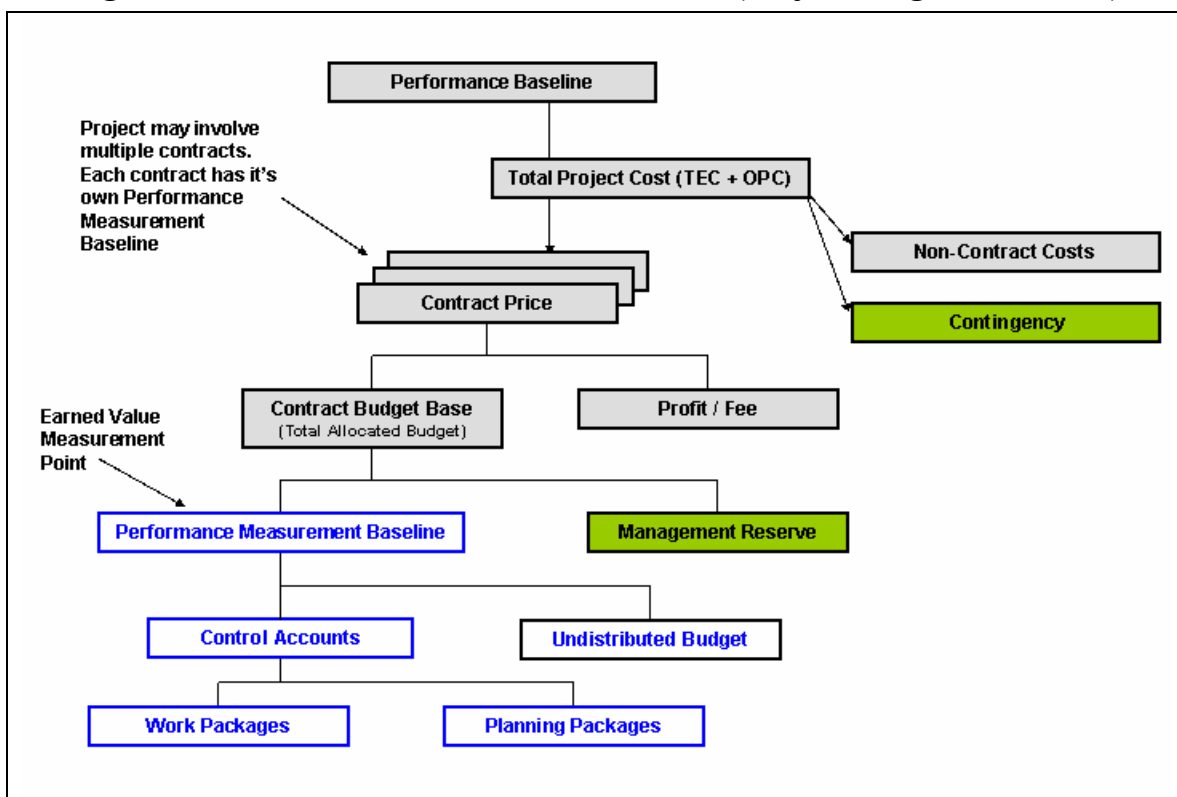 Performance Baseline
Project may involve
multiple contracts.
Each contract has it's
own Performance
Measurement
Baseline
Total Project Cost (TEC + OPC)
Non-Contract Costs
Contingency
Contract Price
Contract Budget Base
(Total Allocated Budget)
Profit / Fee
Earned Value
Measurement
Point
Performance Measurement Baseline
Management Reserve
Control Accounts
Undistributed Budget
Work Packages
Planning Packages